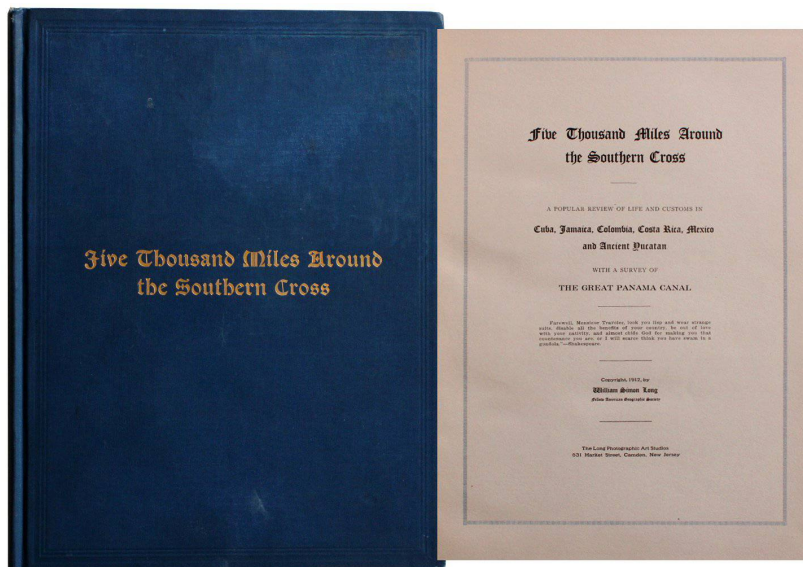 Five Thousand Miles Around
the Southern Cross
Five Thousand Miles Around
the Southern Cross
A POPULAR REVIEW OF LIFE AND CUSTOMS IN
Cuba, Jamaica, Colombia, Costa Rica, Mexico
and Ancient Yucatan
WITH A SURVEY OF
THE GREAT PANAMA CANAL
Farewell, Monsieur Traveler, look you lisp and wear strange
suits, disable all the benefits of your country, be out of love
with your nativity, and almost chide God for making you that
countenance you are, or I will scarce think you have swam in a
gondola."—Shakespeare.
Copyright, by
William Simon Long
Fellow American Geographic Society
The Long Photographic Art Studios
531 Market Street, Camden, New Jersey